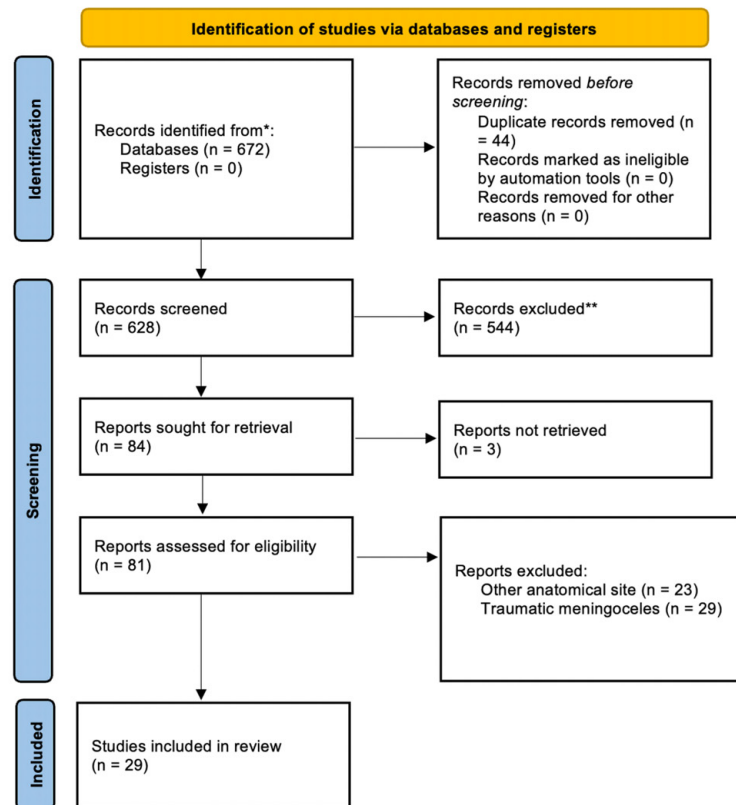 Identification of studies via databases and registers
Identification
Records identified from*:
Databases (n = 672)
Registers (n = 0)
Records removed before
screening:
Duplicate records removed (n
= 44)
Records marked as ineligible
by automation tools (n = 0)
Records removed for other
reasons (n = 0)
Screening
Records screened
(n = 628)
Records excluded**
(n = 544)
Reports sought for retrieval
(n = 84)
Reports not retrieved
(n = 3)
Reports assessed for eligibility
(n = 81)
Reports excluded:
Other anatomical site (n = 23)
Traumatic meningoceles (n = 29)
Included
Studies included in review
(n = 29)